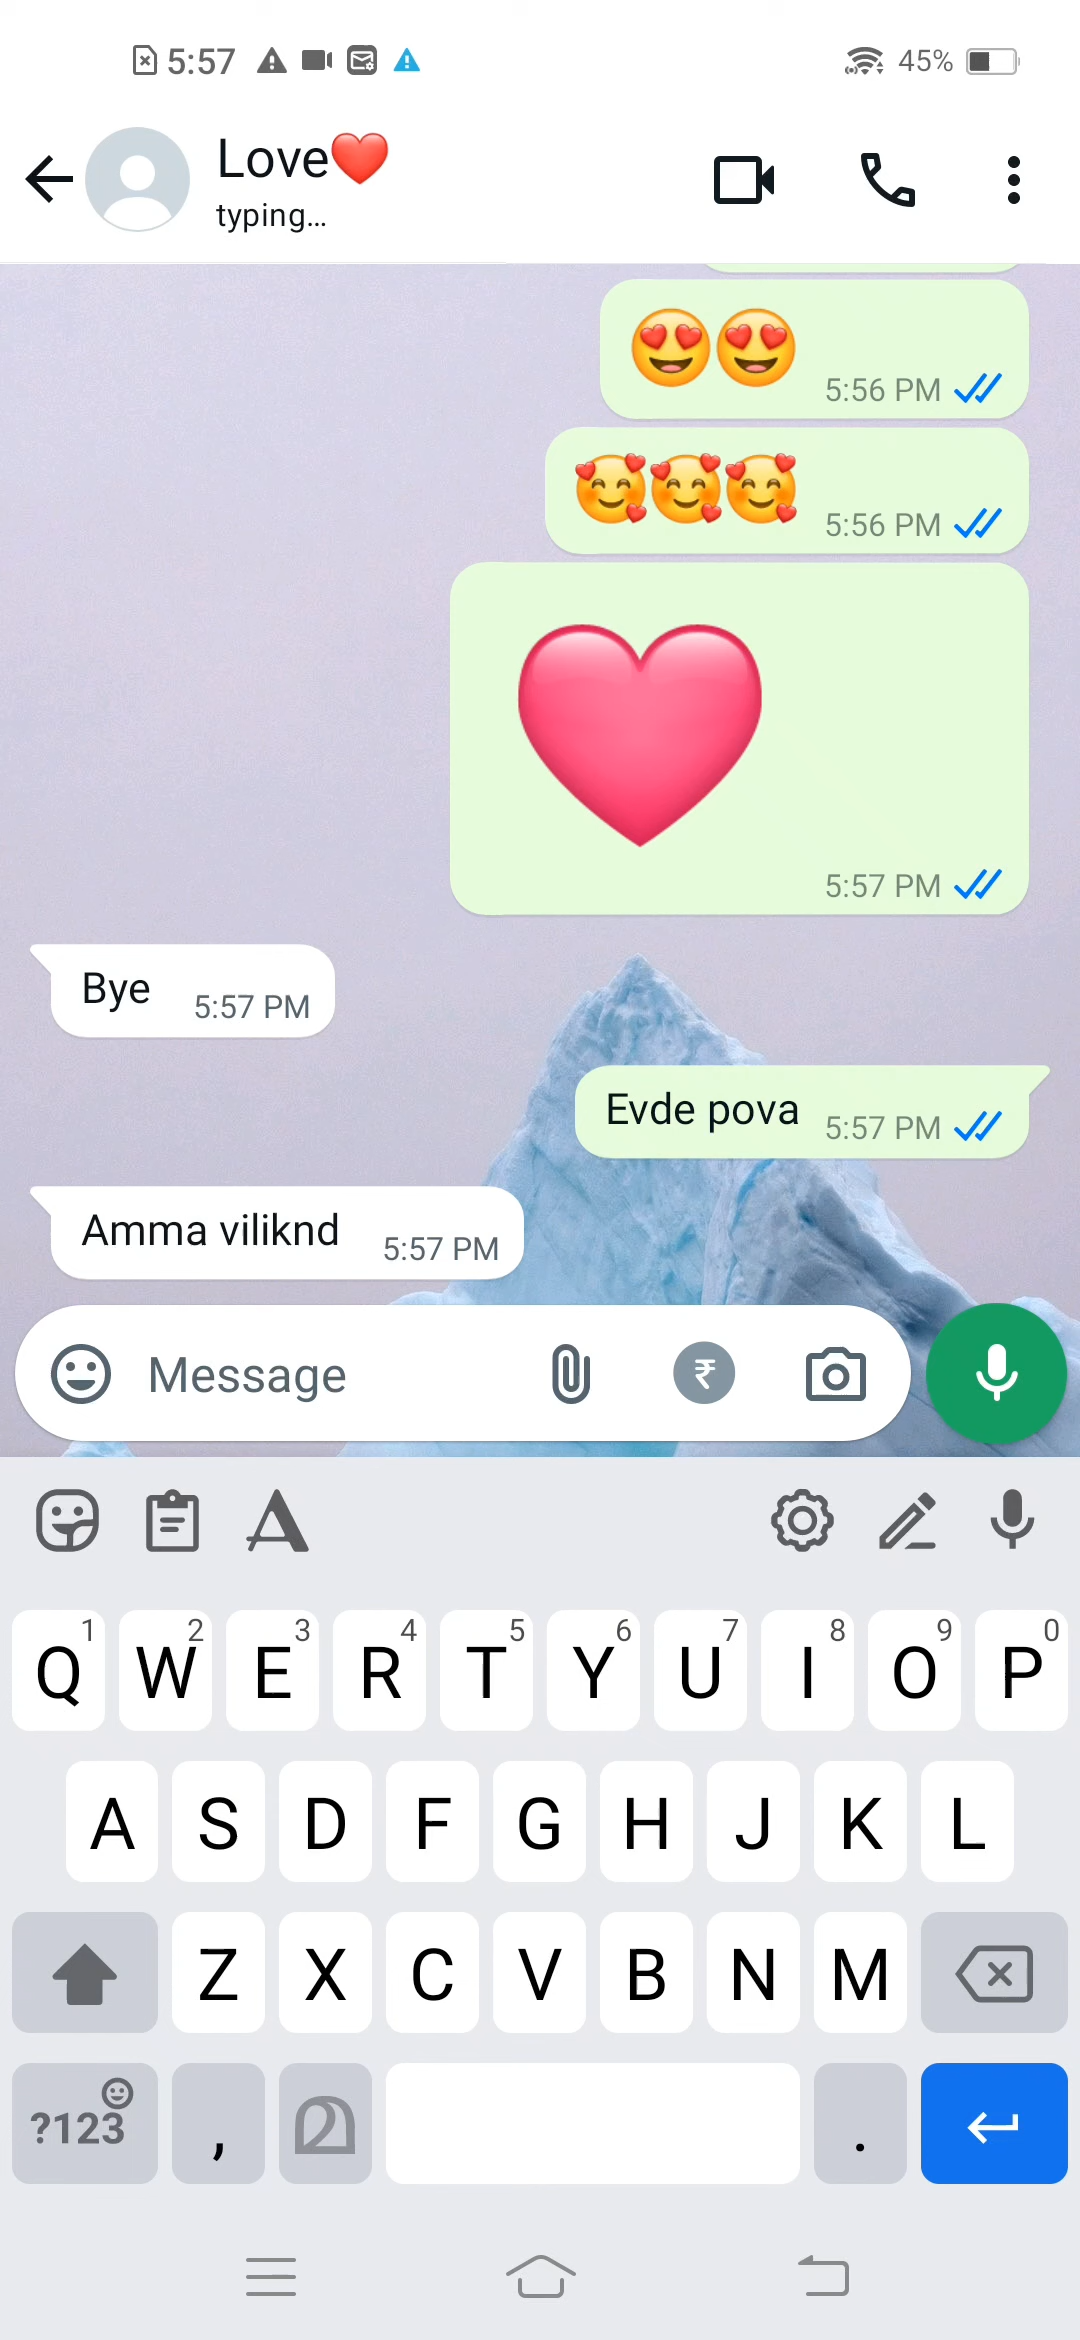 5:57
45%
Love❤️
typing...
😍😍 5:56 PM
🥰🥰🥰 5:56 PM
5:57 PM
Bye 5:57 PM
Evde pova 5:57 PM
Amma viliknd 5:57 PM
Message
₹
1 2 3 4 5 6 7 8 9 0
Q W E R T Y U I O P
A S D F G H J K L
Z X C V B N M
?123 , .